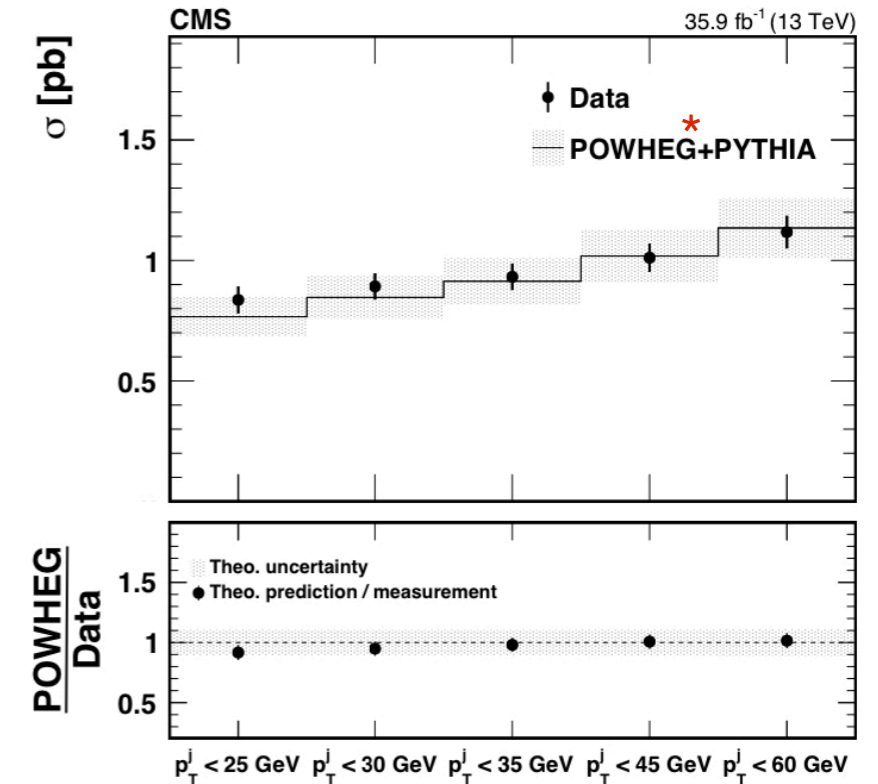 CMS 35.9 fb⁻¹ (13 TeV)
σ [pb]
Data
*
POWHEG+PYTHIA
1.5
1
0.5
POWHEG
Data
Theo. uncertainty
Theo. prediction / measurement
1.5
1
0.5
p_T^j < 25 GeV p_T^j < 30 GeV p_T^j < 35 GeV p_T^j < 45 GeV p_T^j < 60 GeV